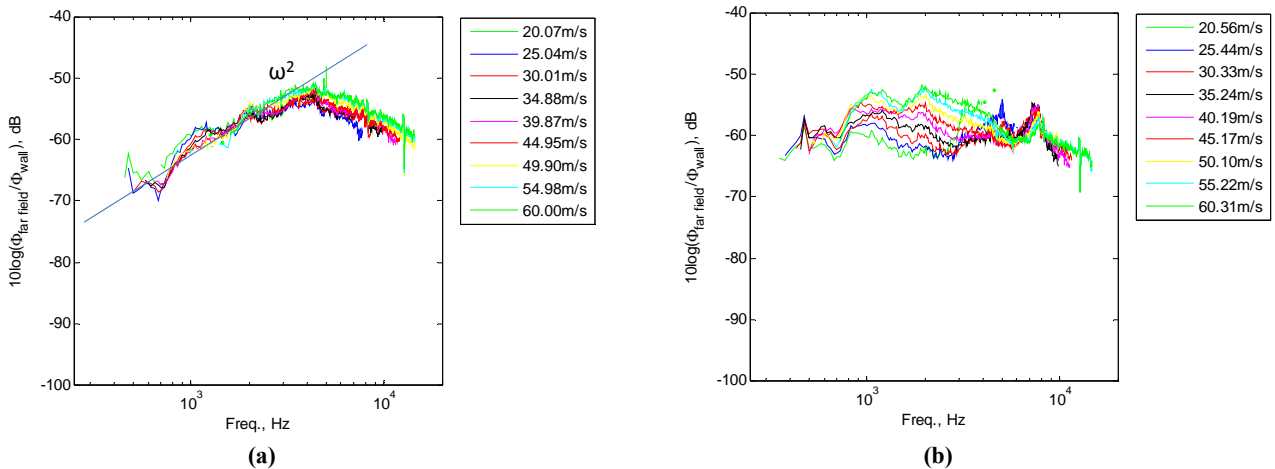 -40
-50
-60
-70
-80
-90
-100
10log(Φfar field/Φwall), dB
ω²
10³
10⁴
Freq., Hz
20.07m/s
25.04m/s
30.01m/s
34.88m/s
39.87m/s
44.95m/s
49.90m/s
54.98m/s
60.00m/s
(a)
-40
-50
-60
-70
-80
-90
-100
10log(Φfar field/Φwall), dB
10³
10⁴
Freq., Hz
20.56m/s
25.44m/s
30.33m/s
35.24m/s
40.19m/s
45.17m/s
50.10m/s
55.22m/s
60.31m/s
(b)